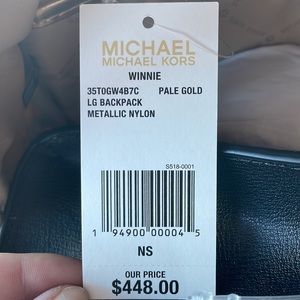 MICHAEL
MICHAEL KORS
WINNIE
35T0GW4B7C PALE GOLD
LG BACKPACK
METALLIC NYLON
S518-0001
1 94900 00004 5
NS
OUR PRICE
$448.00